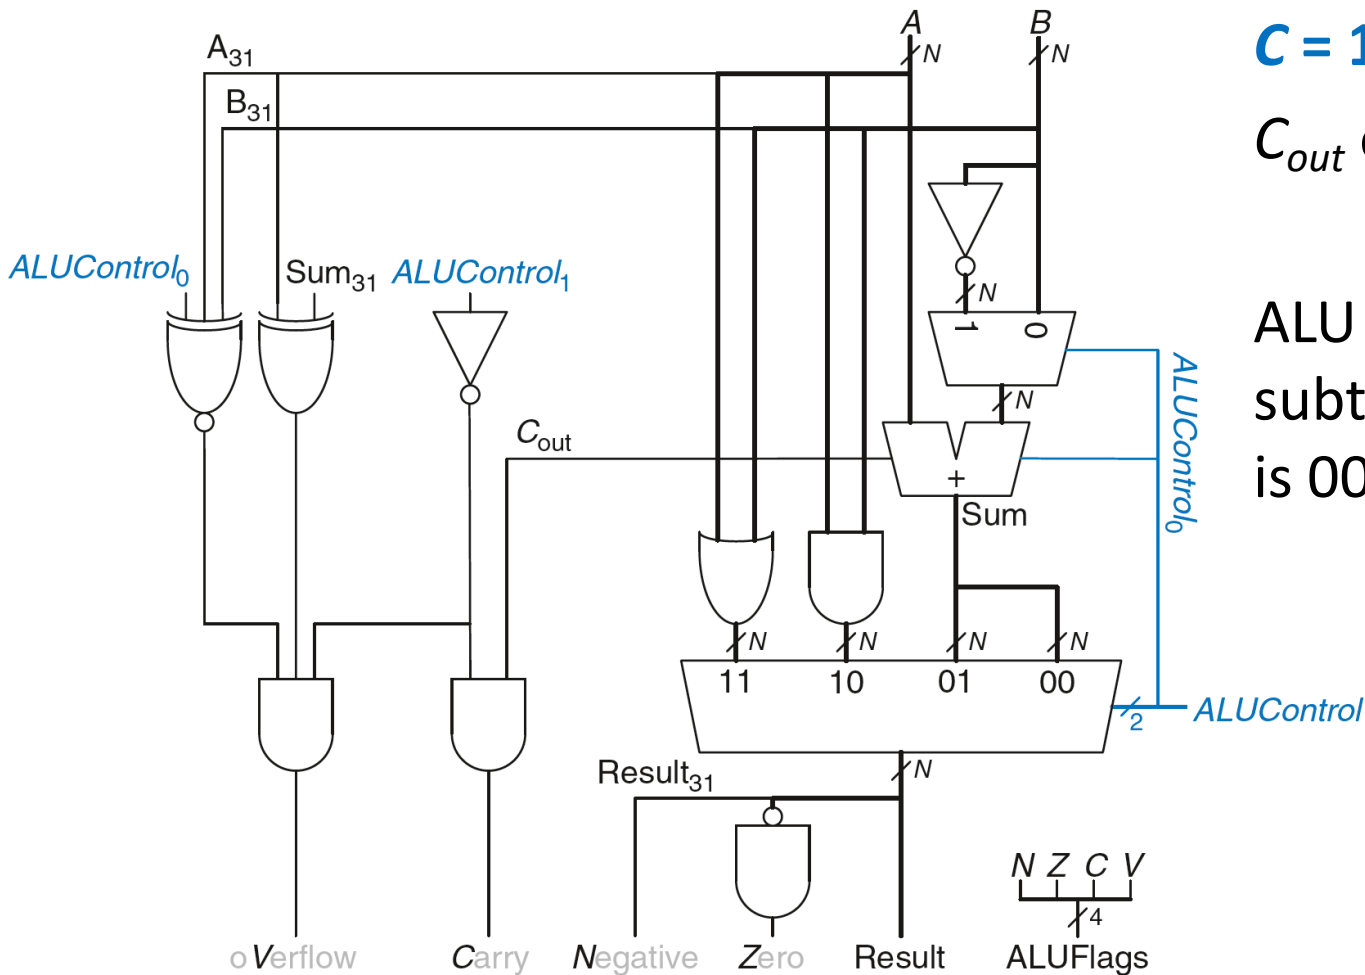 A B
N N
C = 1
A31
B31
Cout
ALUControl0 Sum31 ALUControl1
N
1 0
ALU
ALUControl0
subt
N
Cout
is 00
+
Sum
N N N N
11 10 01 00
2 ALUControl
Result31 N
N Z C V
4
oVerflow Carry Negative Zero Result ALUFlags